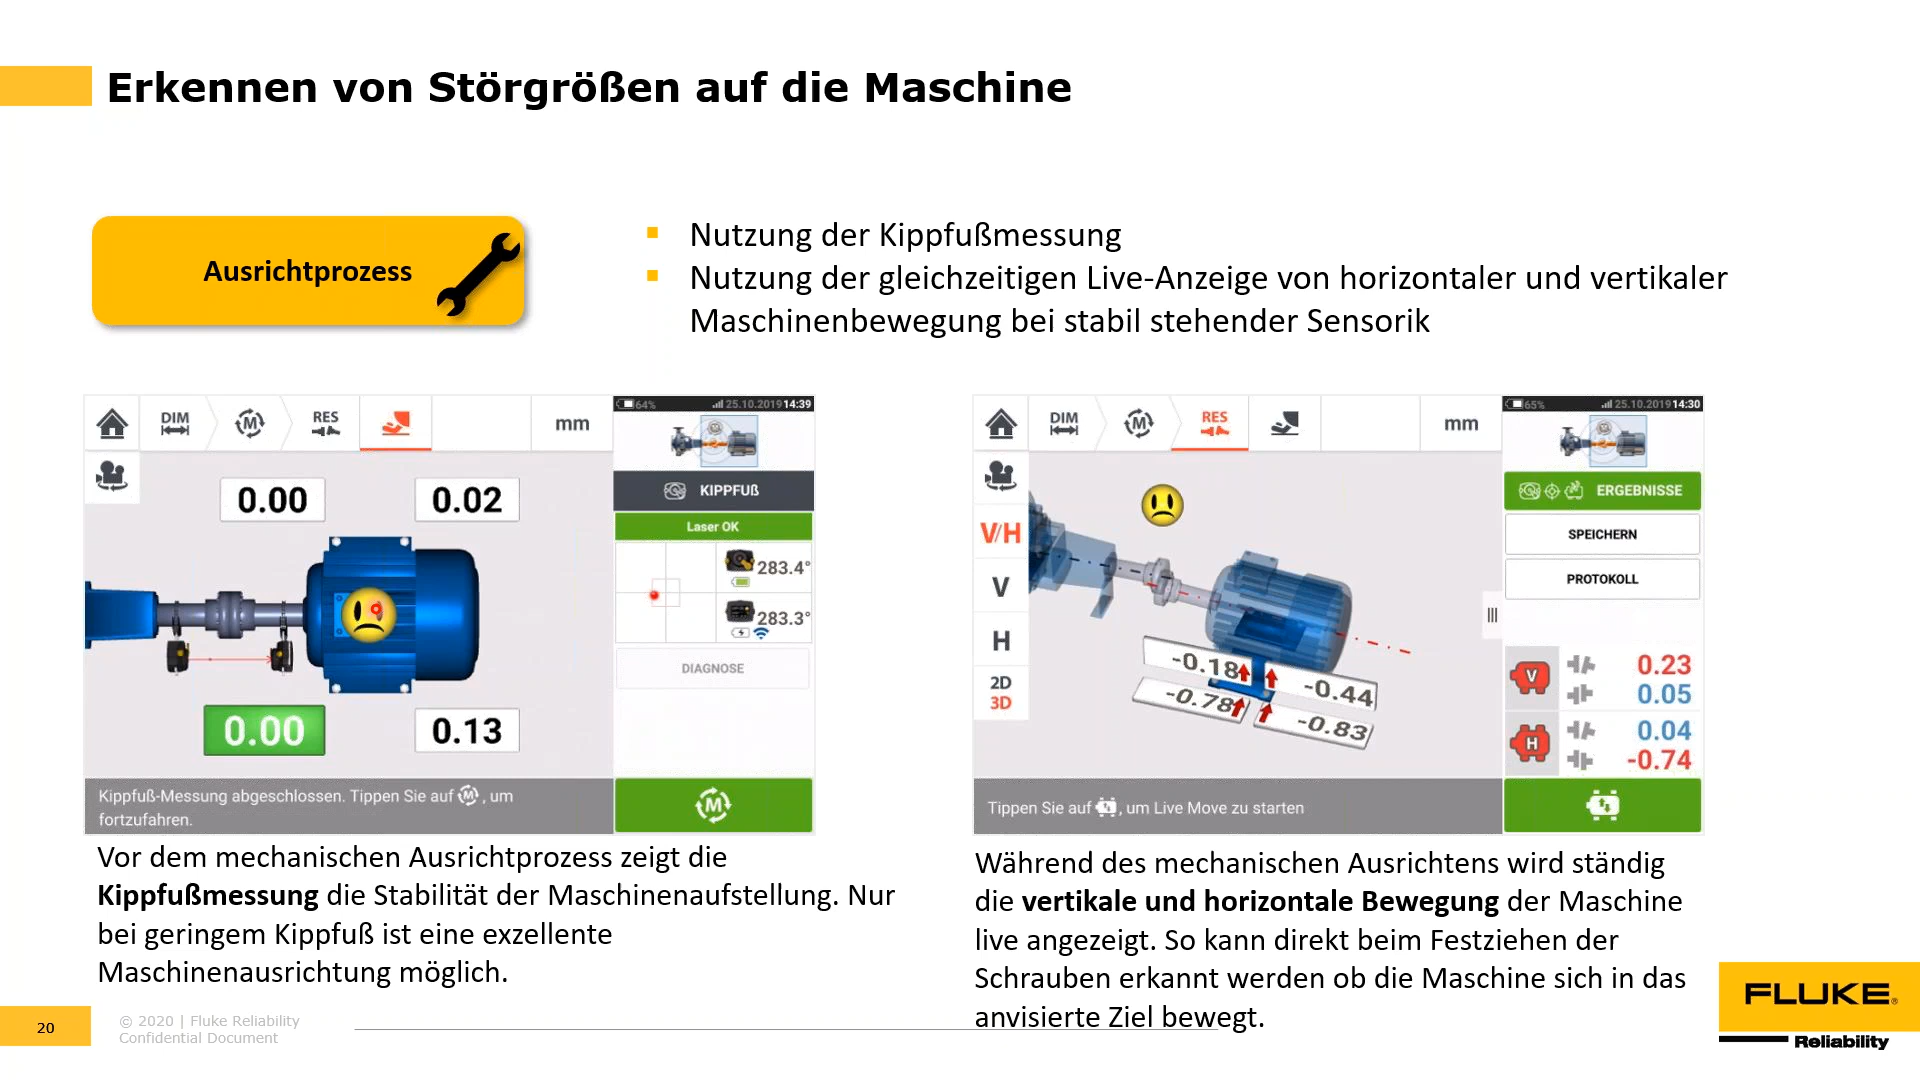 Erkennen von Störgrößen auf die Maschine
Ausrichtprozess
Nutzung der Kippfußmessung
Nutzung der gleichzeitigen Live-Anzeige von horizontaler und vertikaler
Maschinenbewegung bei stabil stehender Sensorik
DIM
M
RES
mm
64%
25.10.2019 14:39
KIPPFUß
Laser OK
283.4°
283.3°
DIAGNOSE
0.00
0.02
0.00
0.13
Kippfuß-Messung abgeschlossen. Tippen Sie auf M, um
fortzufahren.
M
Vor dem mechanischen Ausrichtprozess zeigt die
Kippfußmessung die Stabilität der Maschinenaufstellung. Nur
bei geringem Kippfuß ist eine exzellente
Maschinenausrichtung möglich.
DIM
M
RES
mm
65%
25.10.2019 14:30
V/H
V
H
2D
3D
-0.18
-0.44
-0.78
-0.83
ERGEBNISSE
SPEICHERN
PROTOKOLL
V
0.23
0.05
H
0.04
-0.74
Tippen Sie auf , um Live Move zu starten
Während des mechanischen Ausrichtens wird ständig
die vertikale und horizontale Bewegung der Maschine
live angezeigt. So kann direkt beim Festziehen der
Schrauben erkannt werden ob die Maschine sich in das
anvisierte Ziel bewegt.
20
© 2020 | Fluke Reliability
Confidential Document
FLUKE®
Reliability